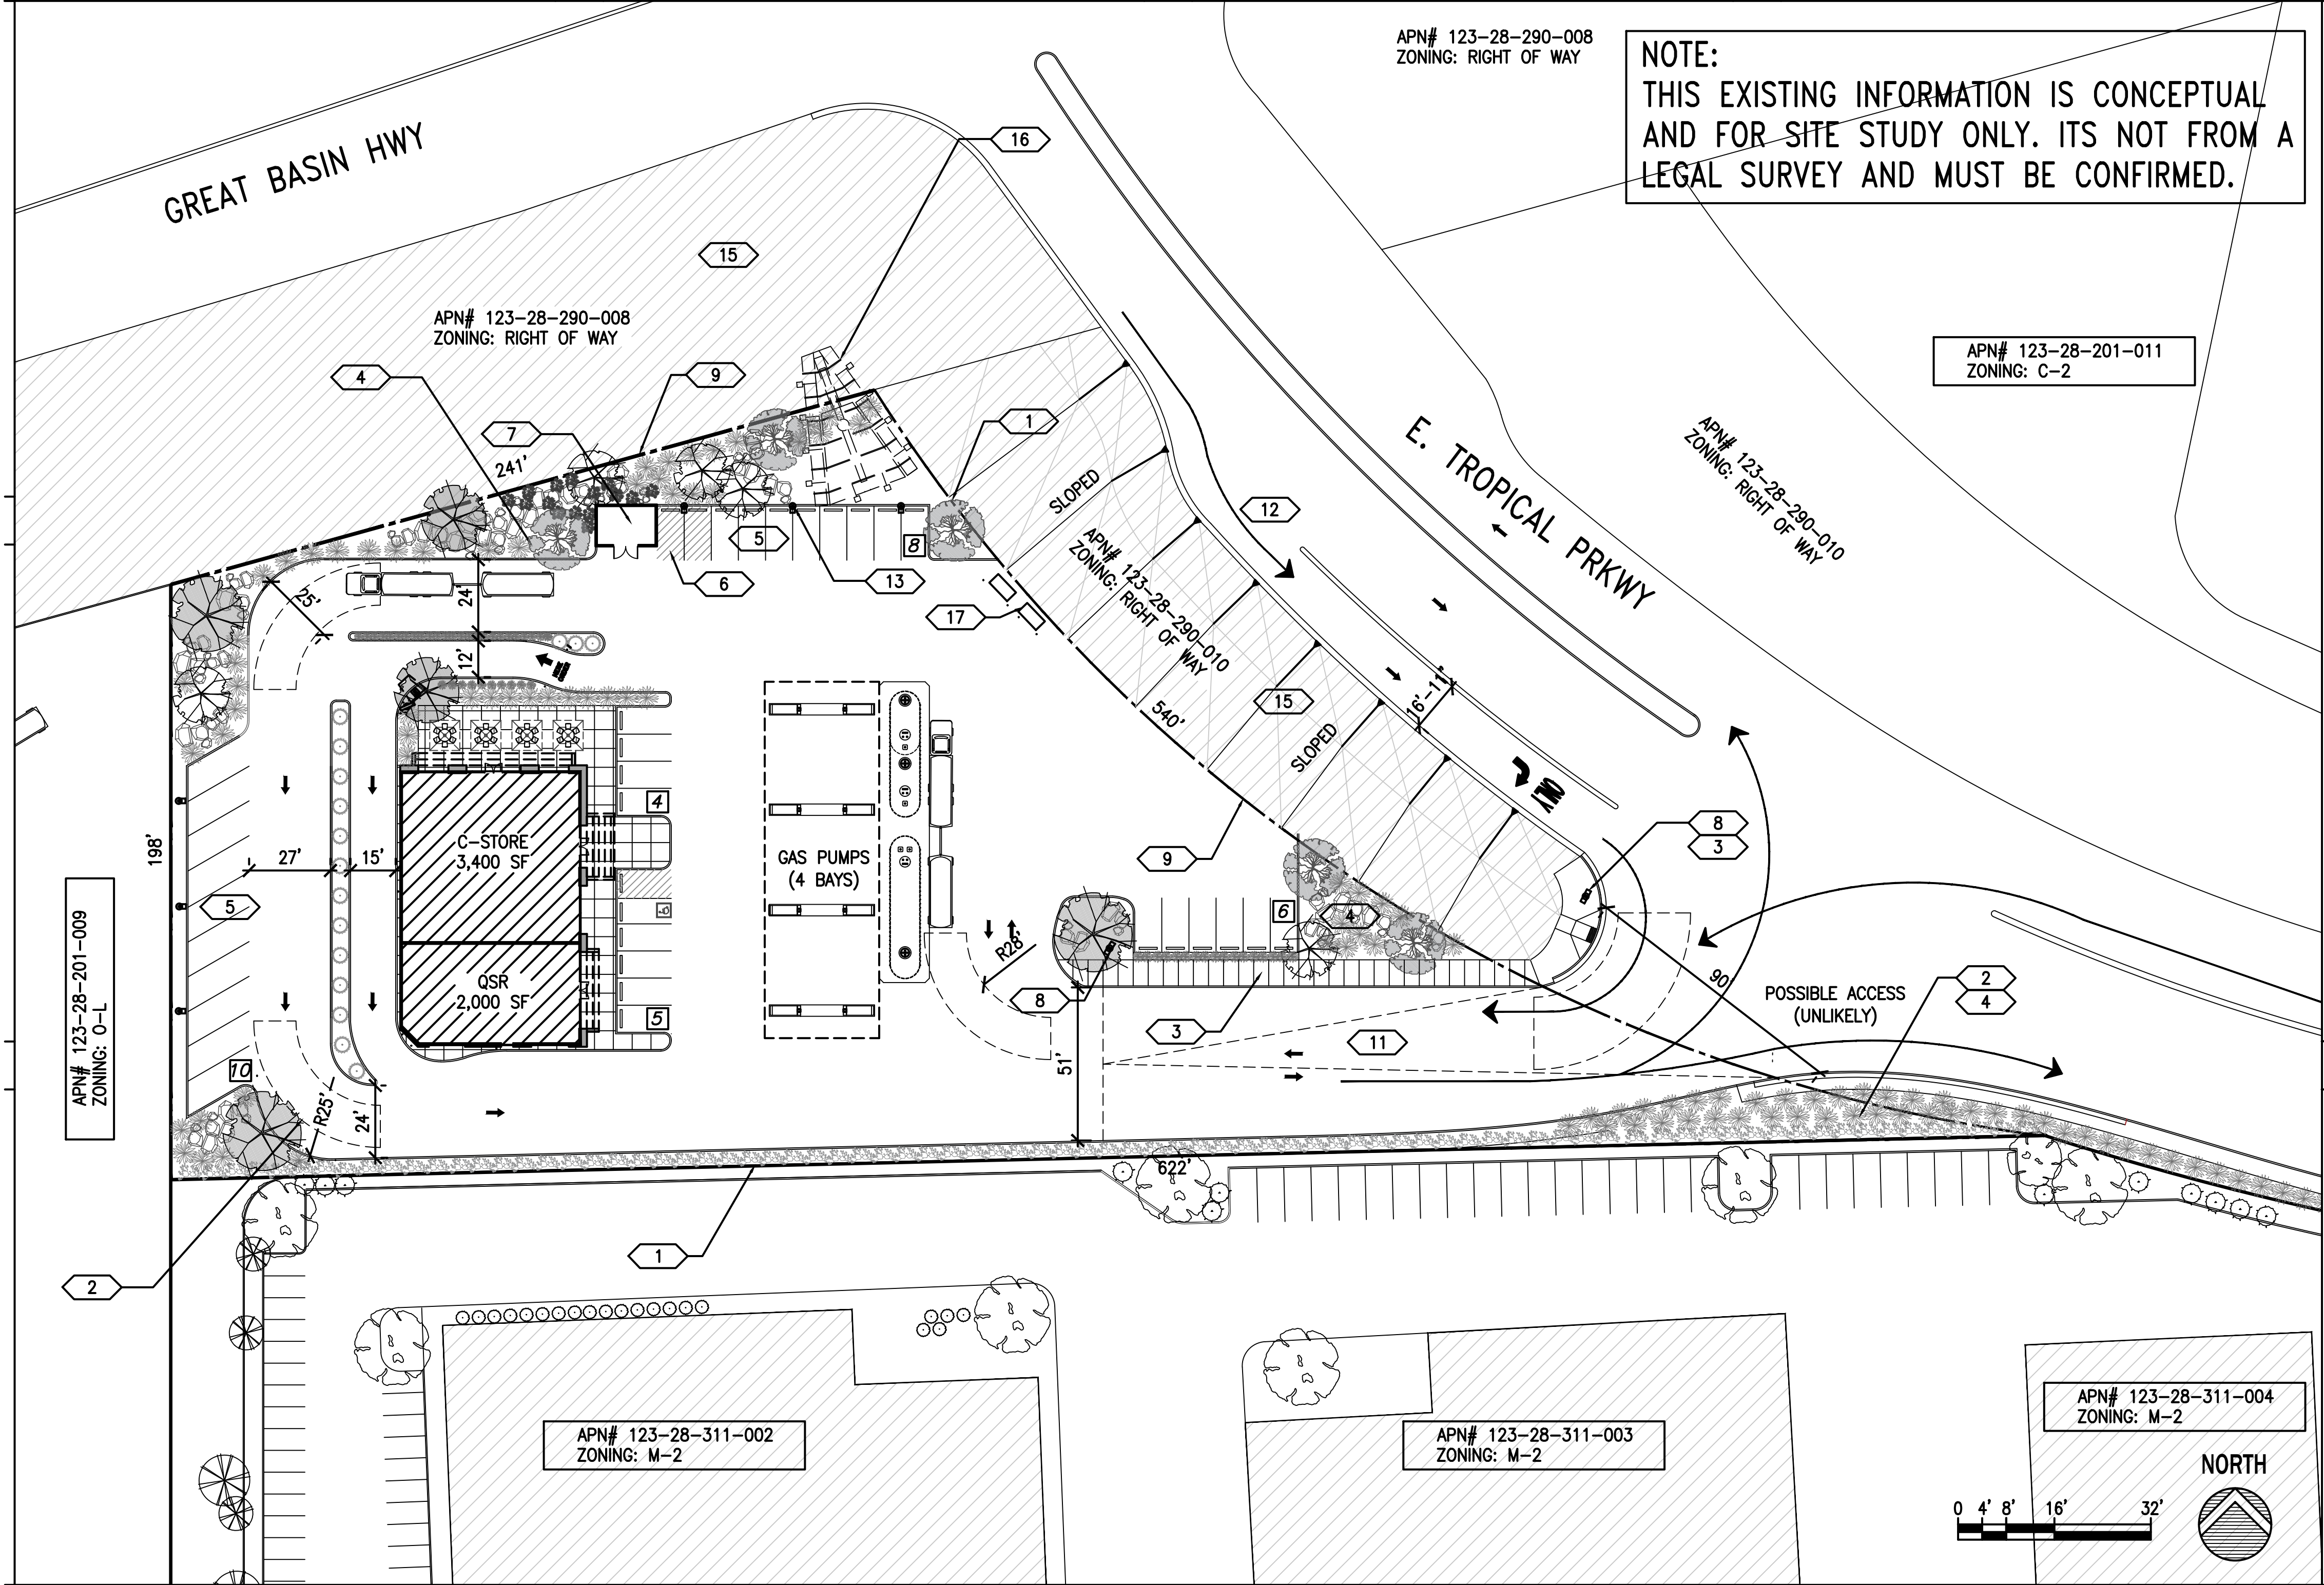 APN# 123-28-290-008
ZONING: RIGHT OF WAY
NOTE:
THIS EXISTING INFORMATION IS CONCEPTUAL
AND FOR SITE STUDY ONLY. ITS NOT FROM A
LEGAL SURVEY AND MUST BE CONFIRMED.
GREAT BASIN HWY
16
15
APN# 123-28-290-008
ZONING: RIGHT OF WAY
APN# 123-28-201-011
ZONING: C-2
4
9
7
1
241'
E. TROPICAL PRKWY
APN# 123-28-290-010
ZONING: RIGHT OF WAY
SLOPED
12
5
8
6
13
17
24'
25'
12'
APN# 123-28-290-010
ZONING: RIGHT OF WAY
540'
15
SLOPED
16'-11"
ONLY
4
C-STORE
3,400 SF
198'
27'
15'
GAS PUMPS
(4 BAYS)
9
8
3
5
6
4
APN# 123-28-201-009
ZONING: O-L
QSR
2,000 SF
5
R28'
8
3
90'
POSSIBLE ACCESS
(UNLIKELY)
2
4
11
51'
10
R25'
24'
622'
1
2
APN# 123-28-311-002
ZONING: M-2
APN# 123-28-311-003
ZONING: M-2
APN# 123-28-311-004
ZONING: M-2
NORTH
0 4' 8' 16' 32'